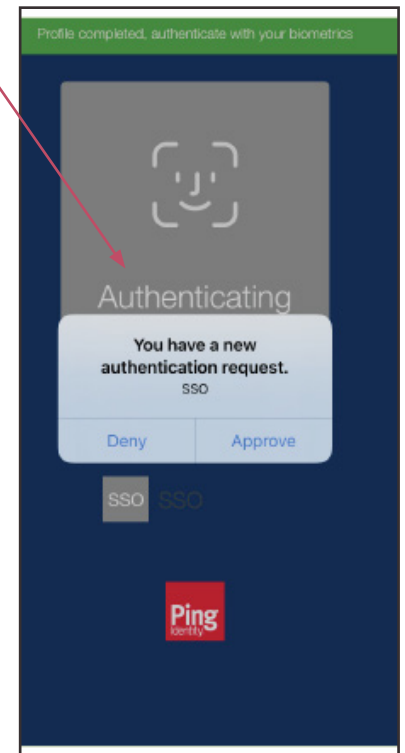 Profile completed, authenticate with your biometrics
Authenticating
You have a new
authentication request.
SSO
Deny Approve
SSO SSO
Ping
Identity